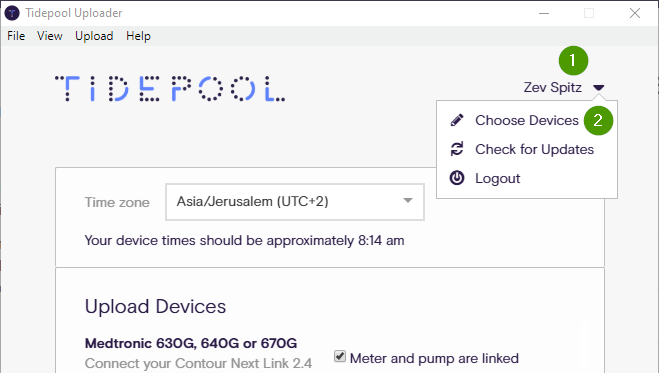 Tidepool Uploader
File View Upload Help
1
TIDEPOOL
Zev Spitz
Choose Devices 2
Check for Updates
Logout
Time zone Asia/Jerusalem (UTC+2)
Your device times should be approximately 8:14 am
Upload Devices
Medtronic 630G, 640G or 670G
Meter and pump are linked
Connect your Contour Next Link 2.4